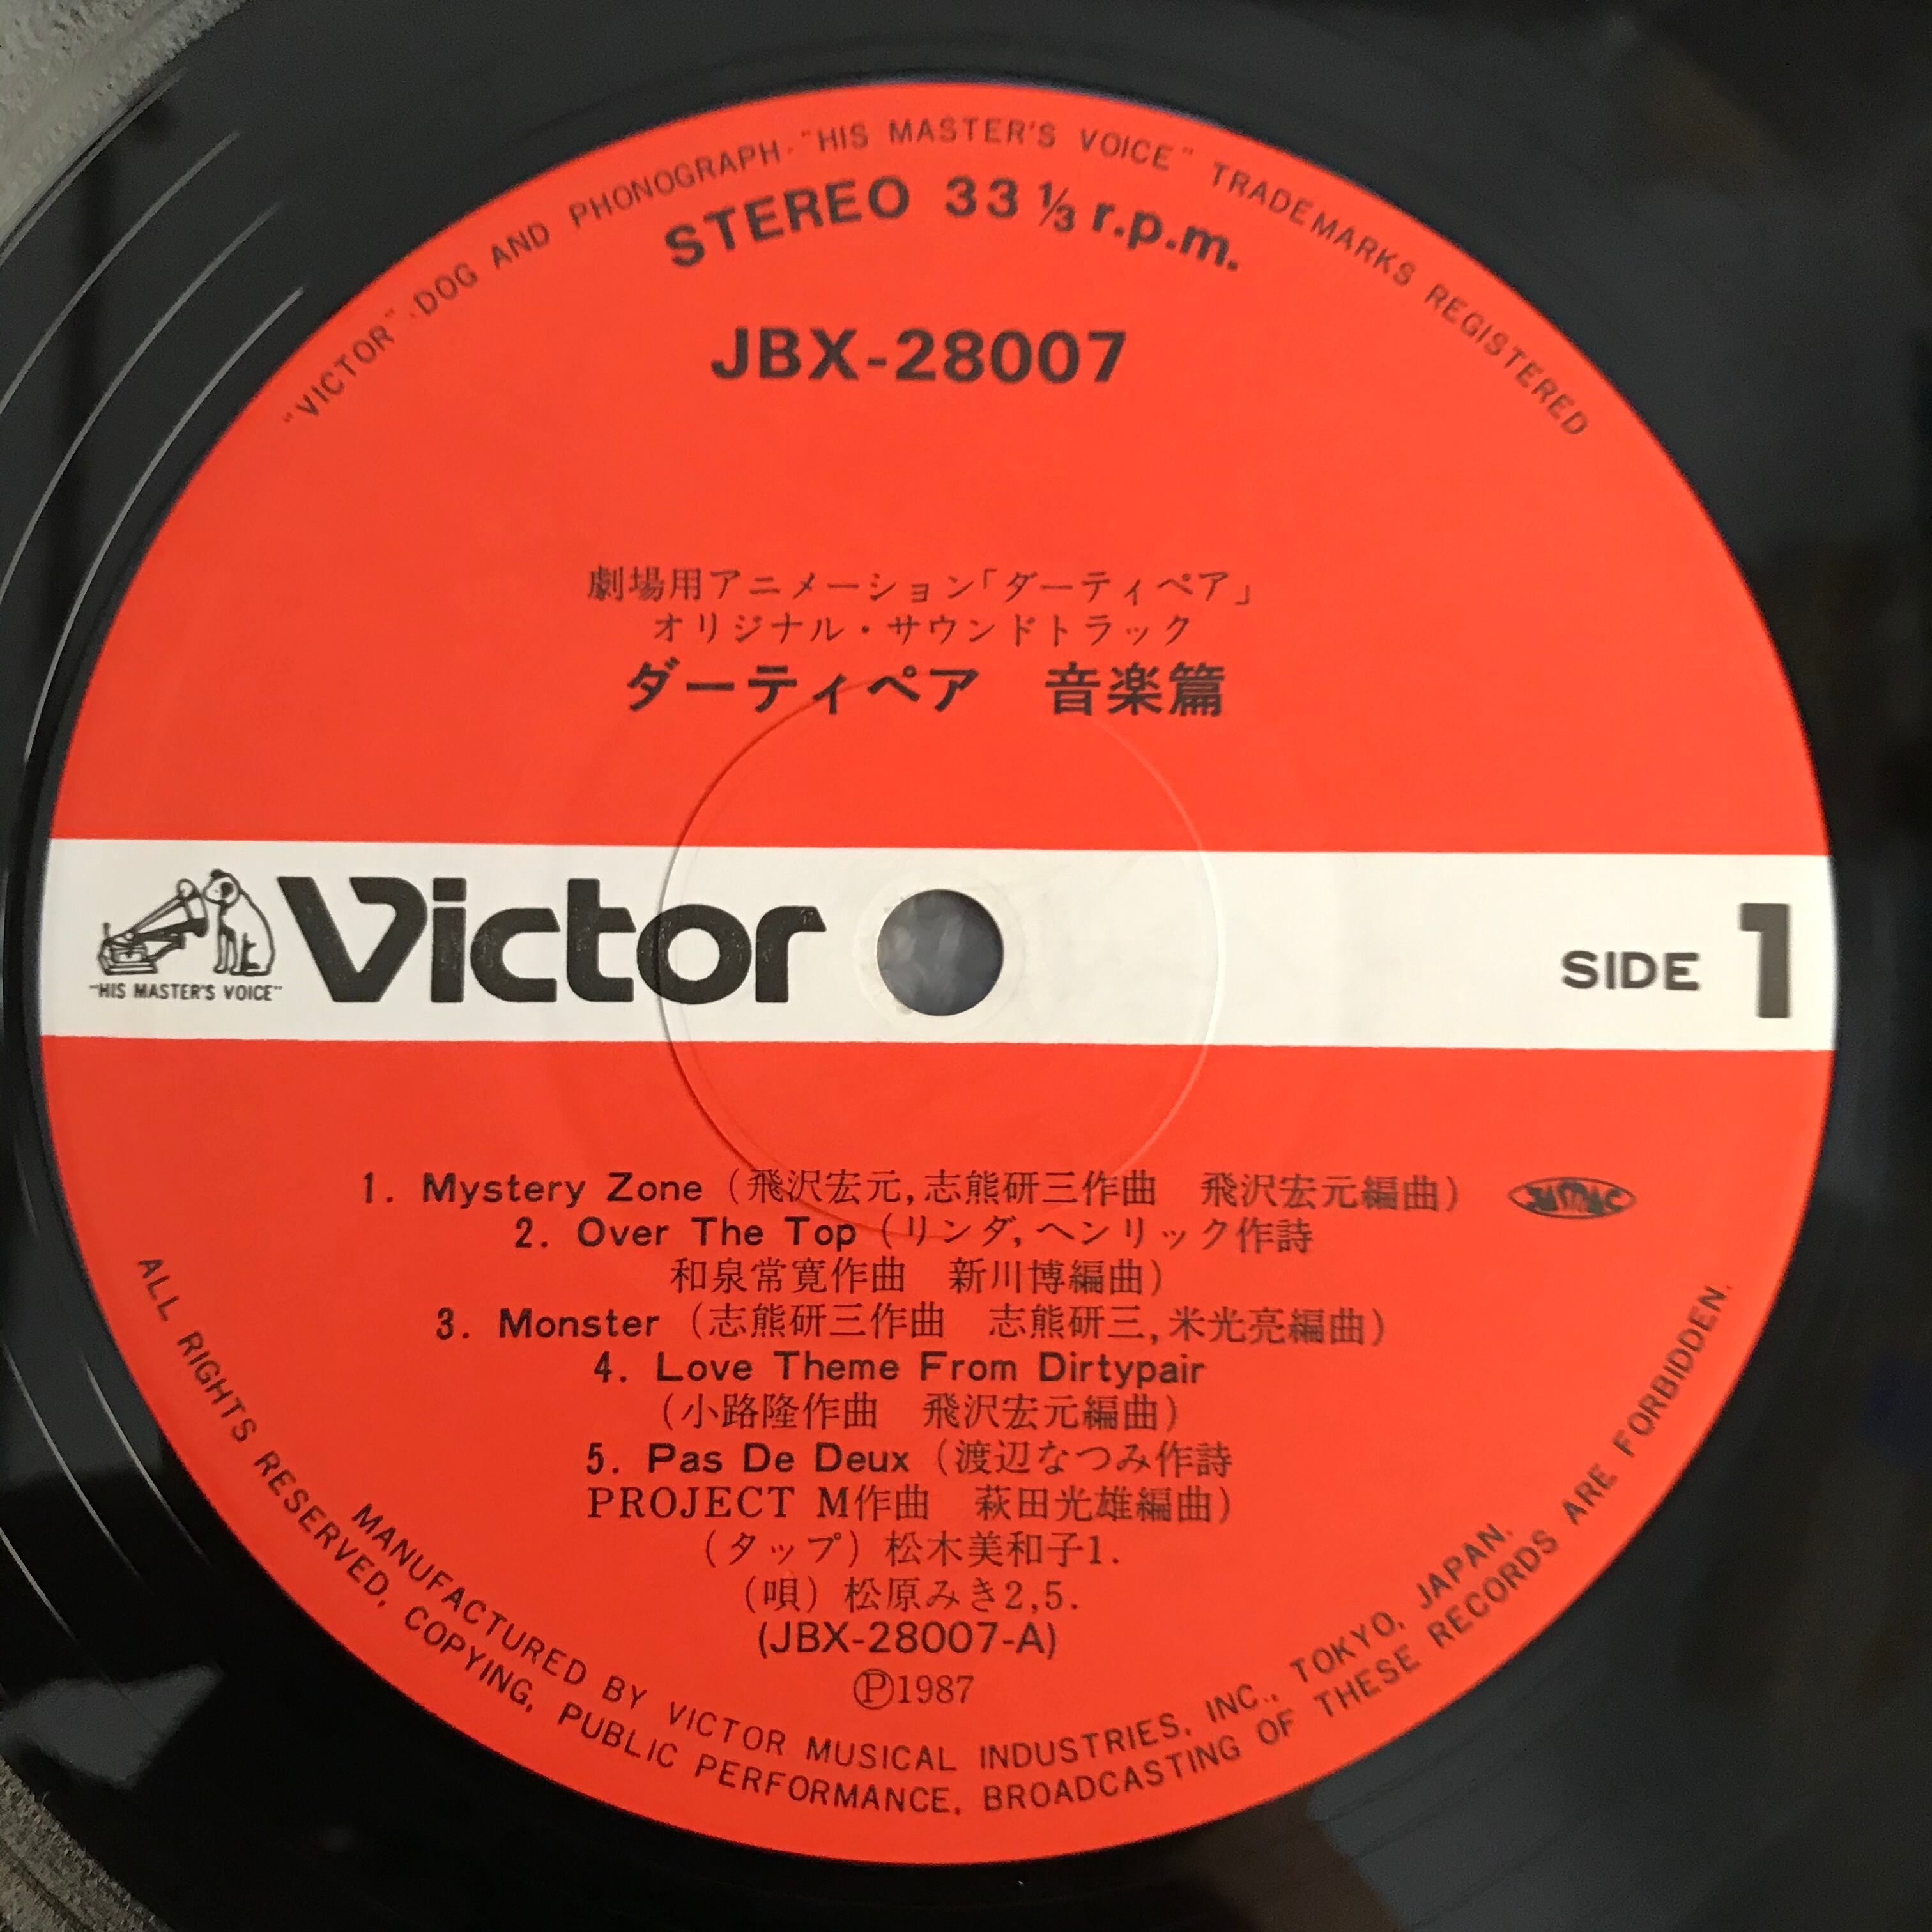 "VICTOR"·DOG AND PHONOGRAPH·"HIS MASTER'S VOICE" TRADEMARKS REGISTERED
STEREO 33 ⅓ r.p.m.
JBX-28007
劇場用アニメーション「ダーティペア」
オリジナル・サウンドトラック
ダーティペア 音楽篇
Victor
"HIS MASTER'S VOICE"
SIDE 1
1. Mystery Zone (飛沢宏元,志熊研三作曲 飛沢宏元編曲)
JASRAC
2. Over The Top (リンダ,ヘンリック作詩
和泉常寛作曲 新川博編曲)
3. Monster (志熊研三作曲 志熊研三,米光亮編曲)
4. Love Theme From Dirtypair
(小路隆作曲 飛沢宏元編曲)
5. Pas De Deux (渡辺なつみ作詩
PROJECT M作曲 萩田光雄編曲)
(タップ) 松木美和子1.
(唄) 松原みき2,5.
(JBX-28007-A)
Ⓟ1987
MANUFACTURED BY VICTOR MUSICAL INDUSTRIES, INC., TOKYO, JAPAN.
ALL RIGHTS RESERVED, COPYING, PUBLIC PERFORMANCE, BROADCASTING OF THESE RECORDS ARE FORBIDDEN.